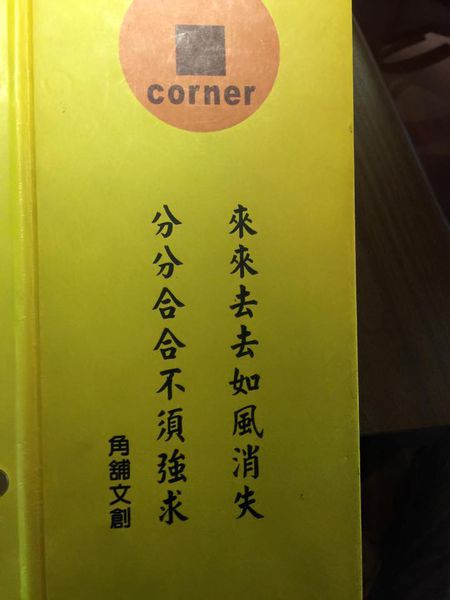 corner
來來去去如風消失
分分合合不須強求
角舖文創